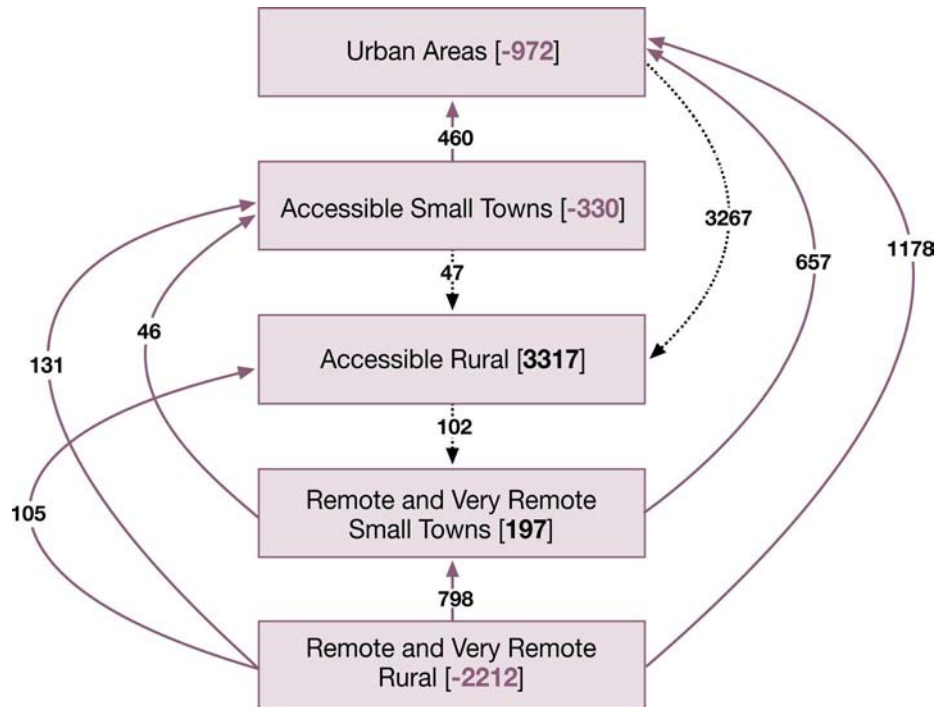 Urban Areas [-972]
460
Accessible Small Towns [-330]
3267
657
1178
47
46
131
Accessible Rural [3317]
102
105
Remote and Very Remote
Small Towns [197]
798
Remote and Very Remote
Rural [-2212]